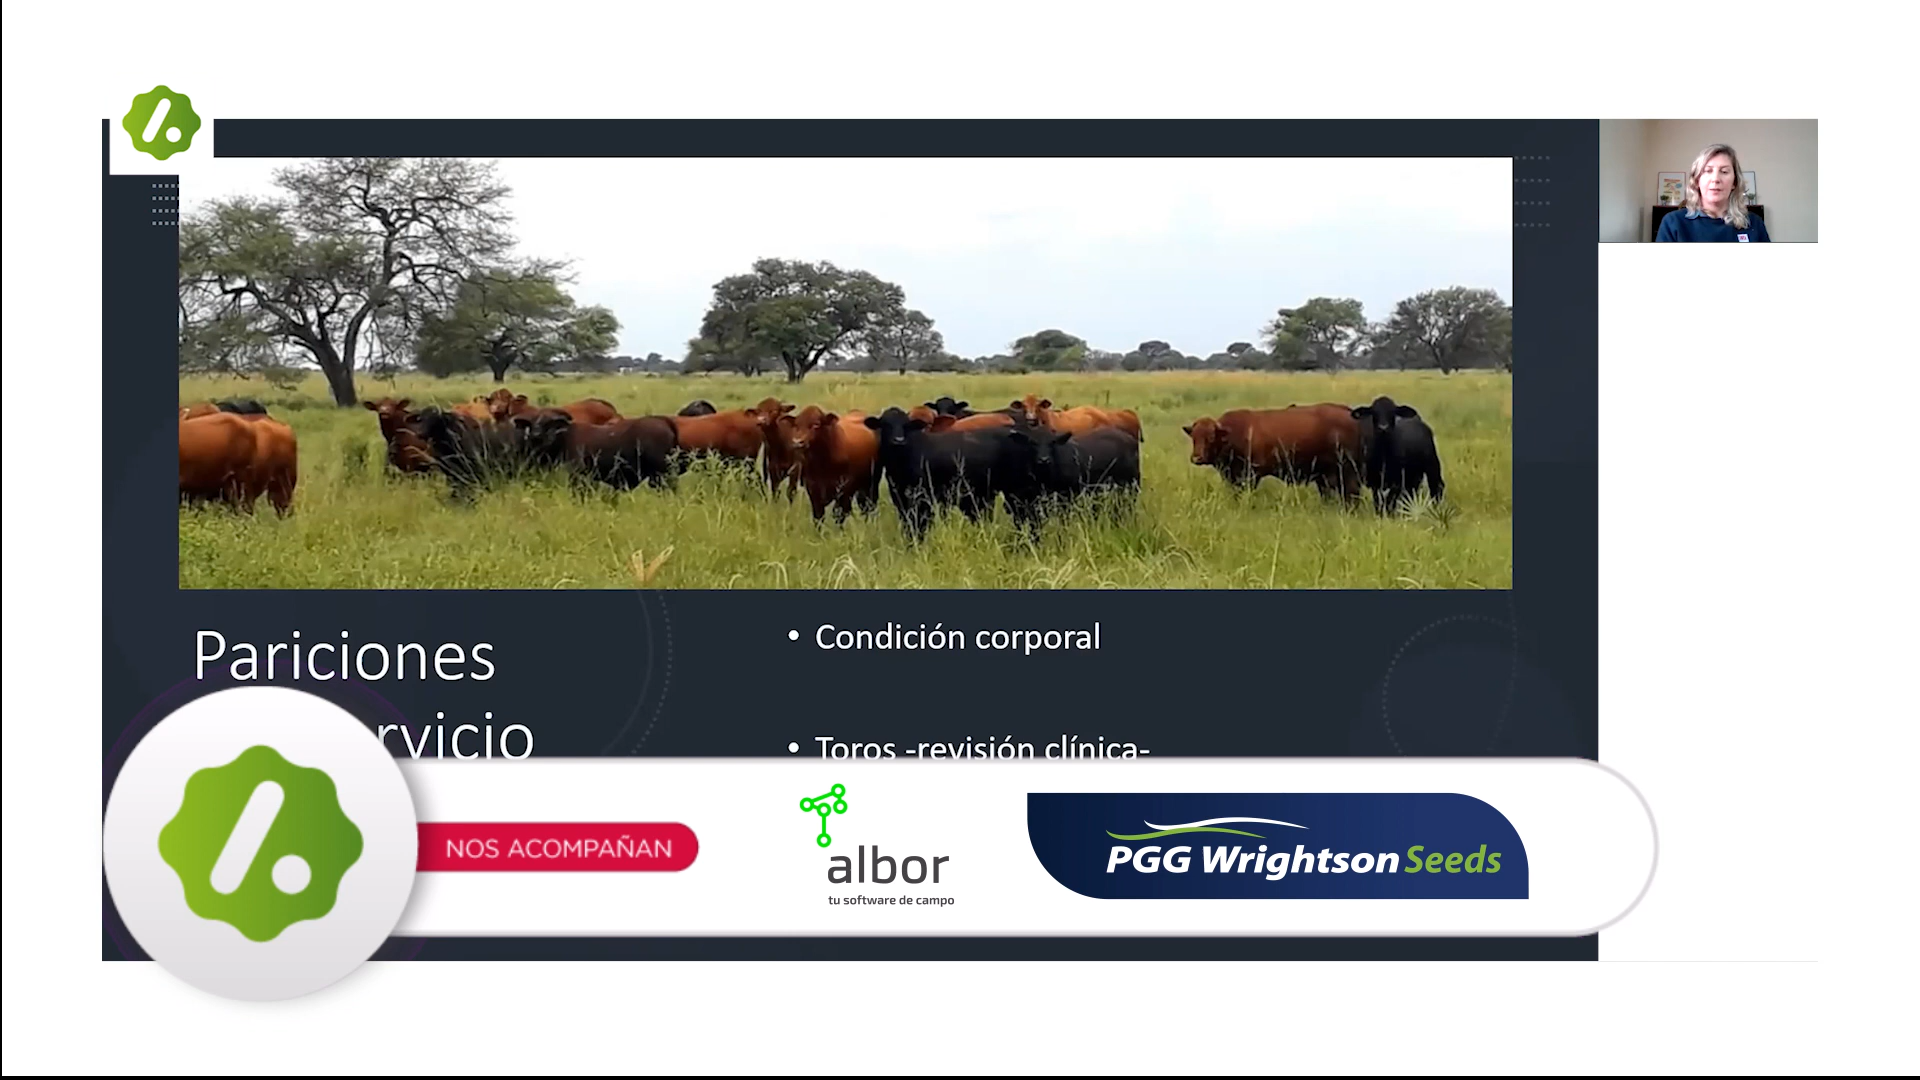 Pariciones
rvicio
• Condición corporal
• Toros -revisión clínica-
NOS ACOMPAÑAN
albor
tu software de campo
PGG Wrightson Seeds